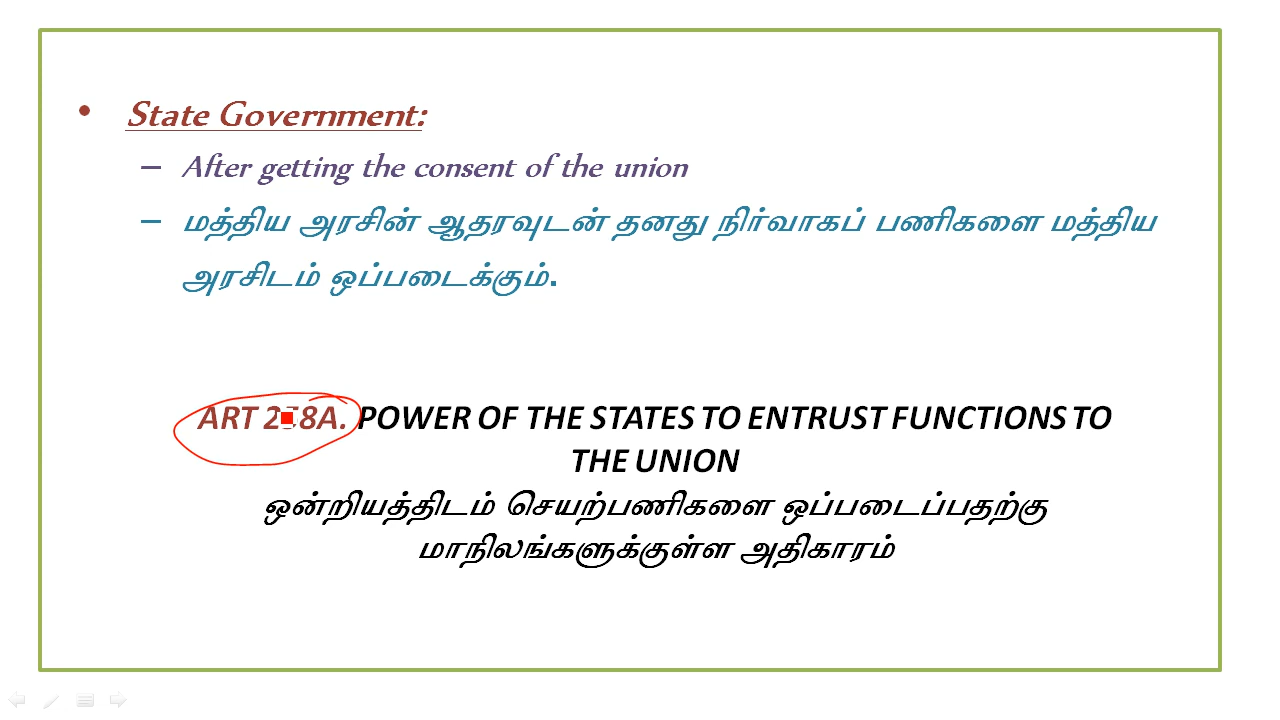 • State Government:
– After getting the consent of the union
– மத்திய அரசின் ஆதரவுடன் தனது நிர்வாகப் பணிகளை மத்திய
அரசிடம் ஒப்படைக்கும்.
ART 258A. POWER OF THE STATES TO ENTRUST FUNCTIONS TO
THE UNION
ஒன்றியத்திடம் செயற்பணிகளை ஒப்படைப்பதற்கு
மாநிலங்களுக்குள்ள அதிகாரம்